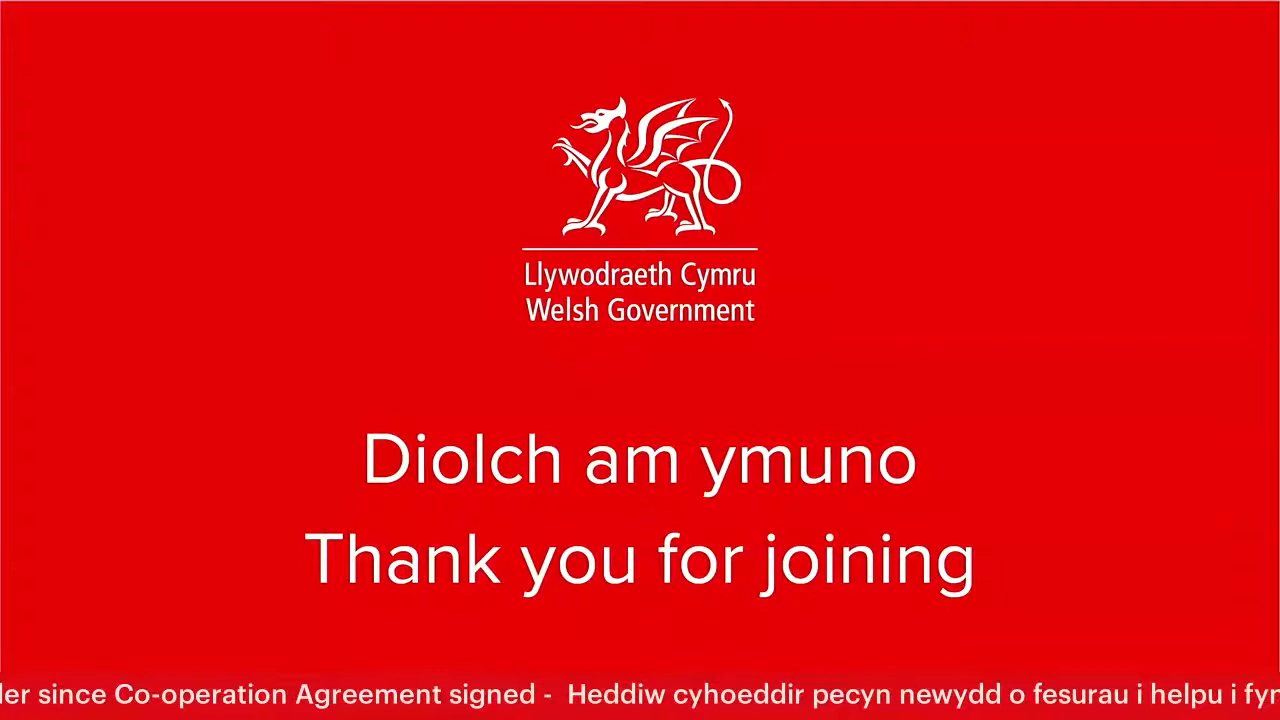 Llywodraeth Cymru
Welsh Government
Diolch am ymuno
Thank you for joining
since Co-operation Agreement signed - Heddiw cyhoeddir pecyn newydd o fesurau i helpu i